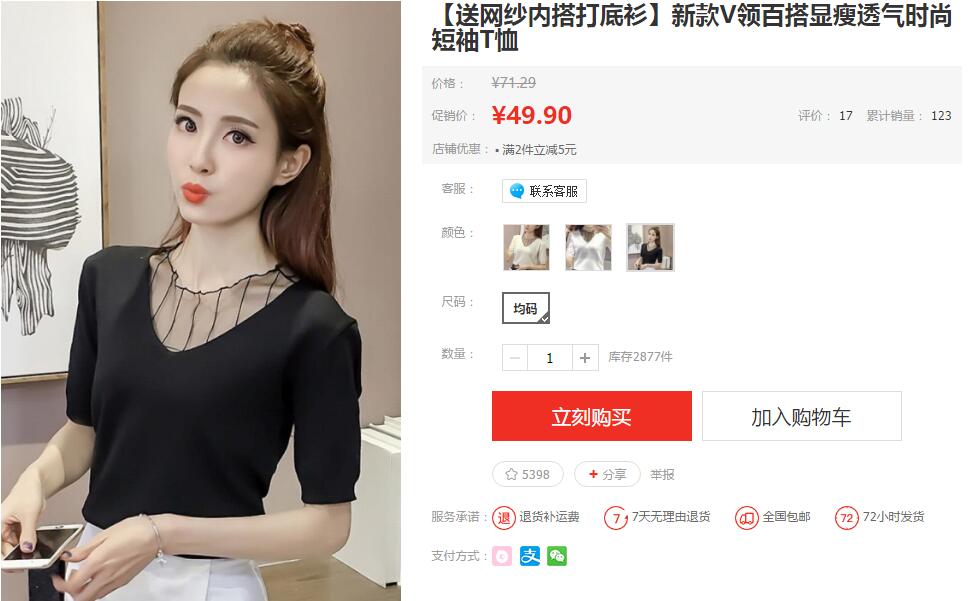 【送网纱内搭打底衫】新款V领百搭显瘦透气时尚
短袖T恤
价格： ¥71.29
促销价： ¥49.90 评价： 17 累计销量： 123
店铺优惠： • 满2件立减5元
客服： 联系客服
颜色：
尺码： 均码
数量： − 1 + 库存2877件
立刻购买 加入购物车
5398 + 分享 举报
服务承诺： 退 退货补运费 7 7天无理由退货 全国包邮 72 72小时发货
支付方式： 支